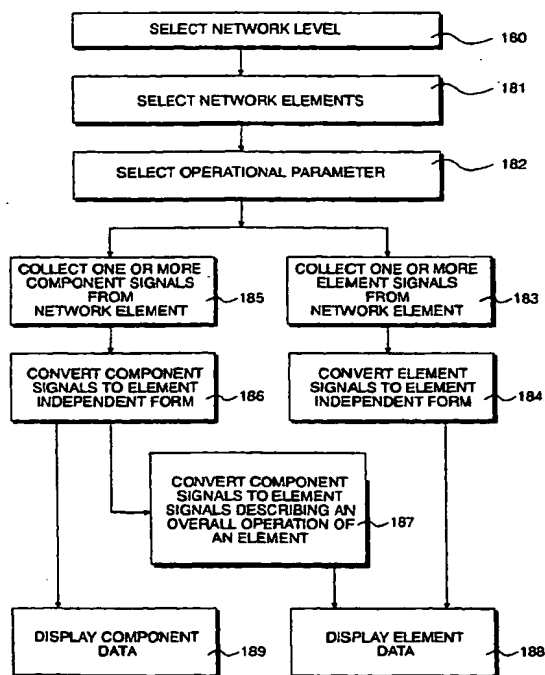 SELECT NETWORK LEVEL
180
SELECT NETWORK ELEMENTS
181
SELECT OPERATIONAL PARAMETER
182
COLLECT ONE OR MORE
COMPONENT SIGNALS
FROM
NETWORK ELEMENT
185
COLLECT ONE OR MORE
ELEMENT SIGNALS
FROM
NETWORK ELEMENT
183
CONVERT COMPONENT
SIGNALS TO ELEMENT
INDEPENDENT FORM
186
CONVERT ELEMENT
SIGNALS TO ELEMENT
INDEPENDENT FORM
184
CONVERT COMPONENT
SIGNALS TO ELEMENT
SIGNALS DESCRIBING AN
OVERALL OPERATION OF
AN ELEMENT
187
DISPLAY COMPONENT
DATA
189
DISPLAY ELEMENT
DATA
188